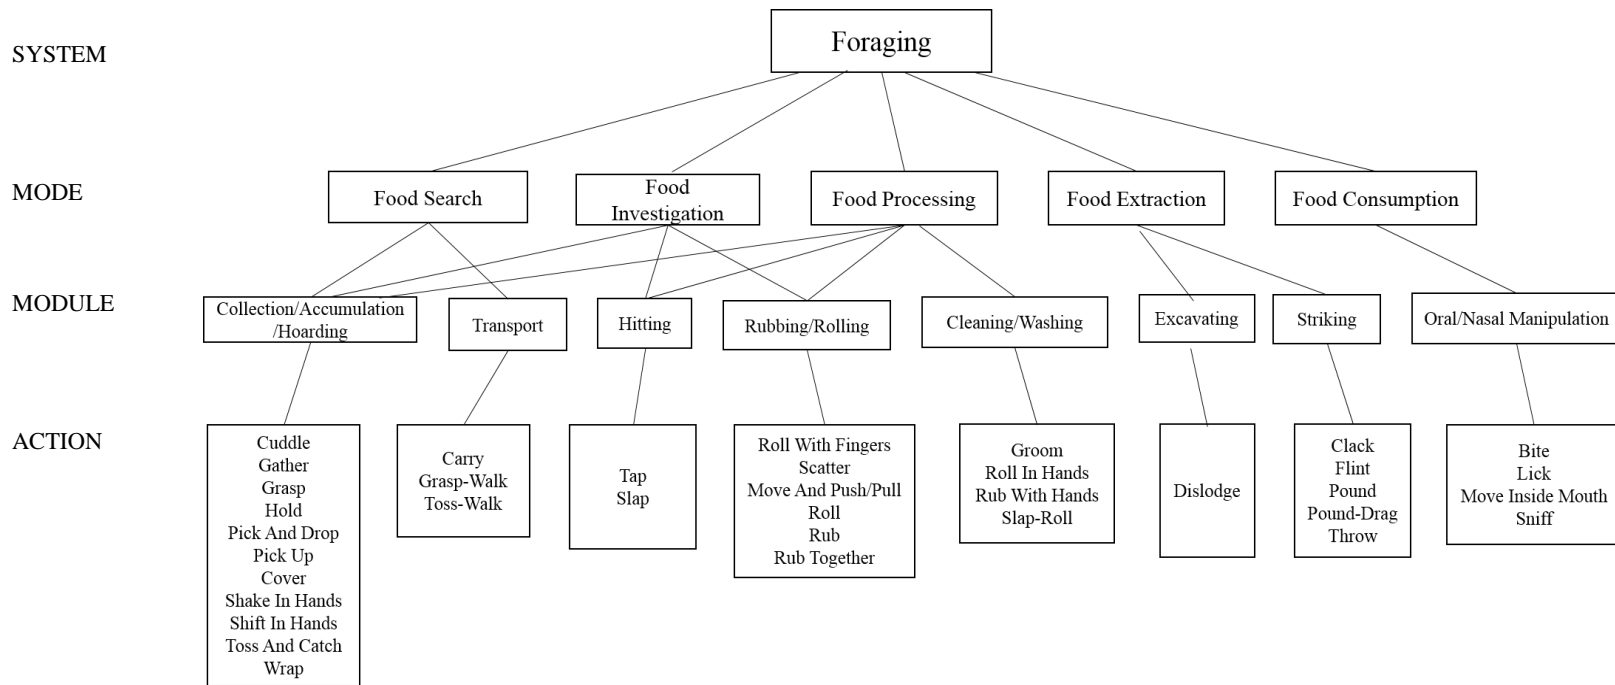 SYSTEM
Foraging
MODE
Food Search
Food
Investigation
Food Processing
Food Extraction
Food Consumption
MODULE
Collection/Accumulation
/Hoarding
Transport
Hitting
Rubbing/Rolling
Cleaning/Washing
Excavating
Striking
Oral/Nasal Manipulation
ACTION
Cuddle
Gather
Grasp
Hold
Pick And Drop
Pick Up
Cover
Shake In Hands
Shift In Hands
Toss And Catch
Wrap
Carry
Grasp-Walk
Toss-Walk
Tap
Slap
Roll With Fingers
Scatter
Move And Push/Pull
Roll
Rub
Rub Together
Groom
Roll In Hands
Rub With Hands
Slap-Roll
Dislodge
Clack
Flint
Pound
Pound-Drag
Throw
Bite
Lick
Move Inside Mouth
Sniff